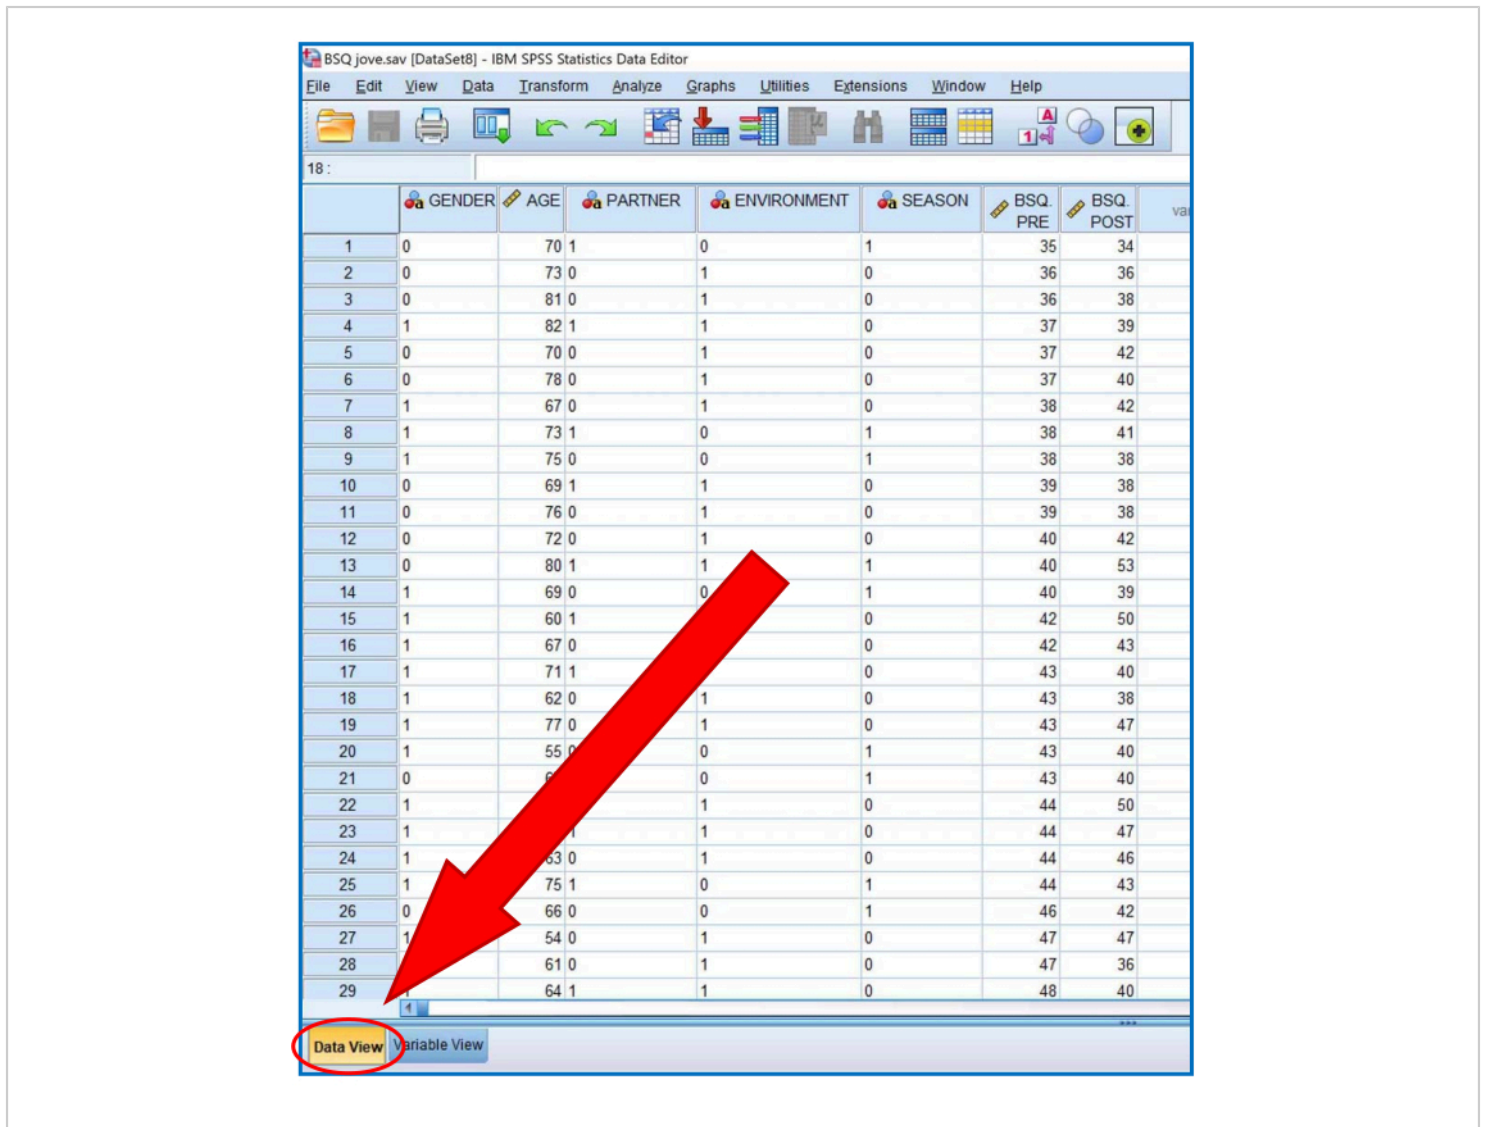 BSQ jove.sav [DataSet8] - IBM SPSS Statistics Data Editor
File Edit View Data Transform Analyze Graphs Utilities Extensions Window Help
18 :
GENDER AGE PARTNER ENVIRONMENT SEASON BSQ. PRE BSQ. POST
1 0 70 1 0 1 35 34
2 0 73 0 1 0 36 36
3 0 81 0 1 0 36 38
4 1 82 1 1 0 37 39
5 0 70 0 1 0 37 42
6 0 78 0 1 0 37 40
7 1 67 0 1 0 38 42
8 1 73 1 0 1 38 41
9 1 75 0 0 1 38 38
10 0 69 1 1 0 39 38
11 0 76 0 1 0 39 38
12 0 72 0 1 0 40 42
13 0 80 1 1 1 40 53
14 1 69 0 0 1 40 39
15 1 60 1 0 42 50
16 1 67 0 0 42 43
17 1 71 1 0 43 40
18 1 62 0 1 0 43 38
19 1 77 0 1 0 43 47
20 1 55 0 0 1 43 40
21 0 0 1 43 40
22 1 1 0 44 50
23 1 1 0 44 47
24 1 63 0 1 0 44 46
25 1 75 1 0 1 44 43
26 0 66 0 0 1 46 42
27 1 54 0 1 0 47 47
28 61 0 1 0 47 36
29 64 1 1 0 48 40
Data View Variable View